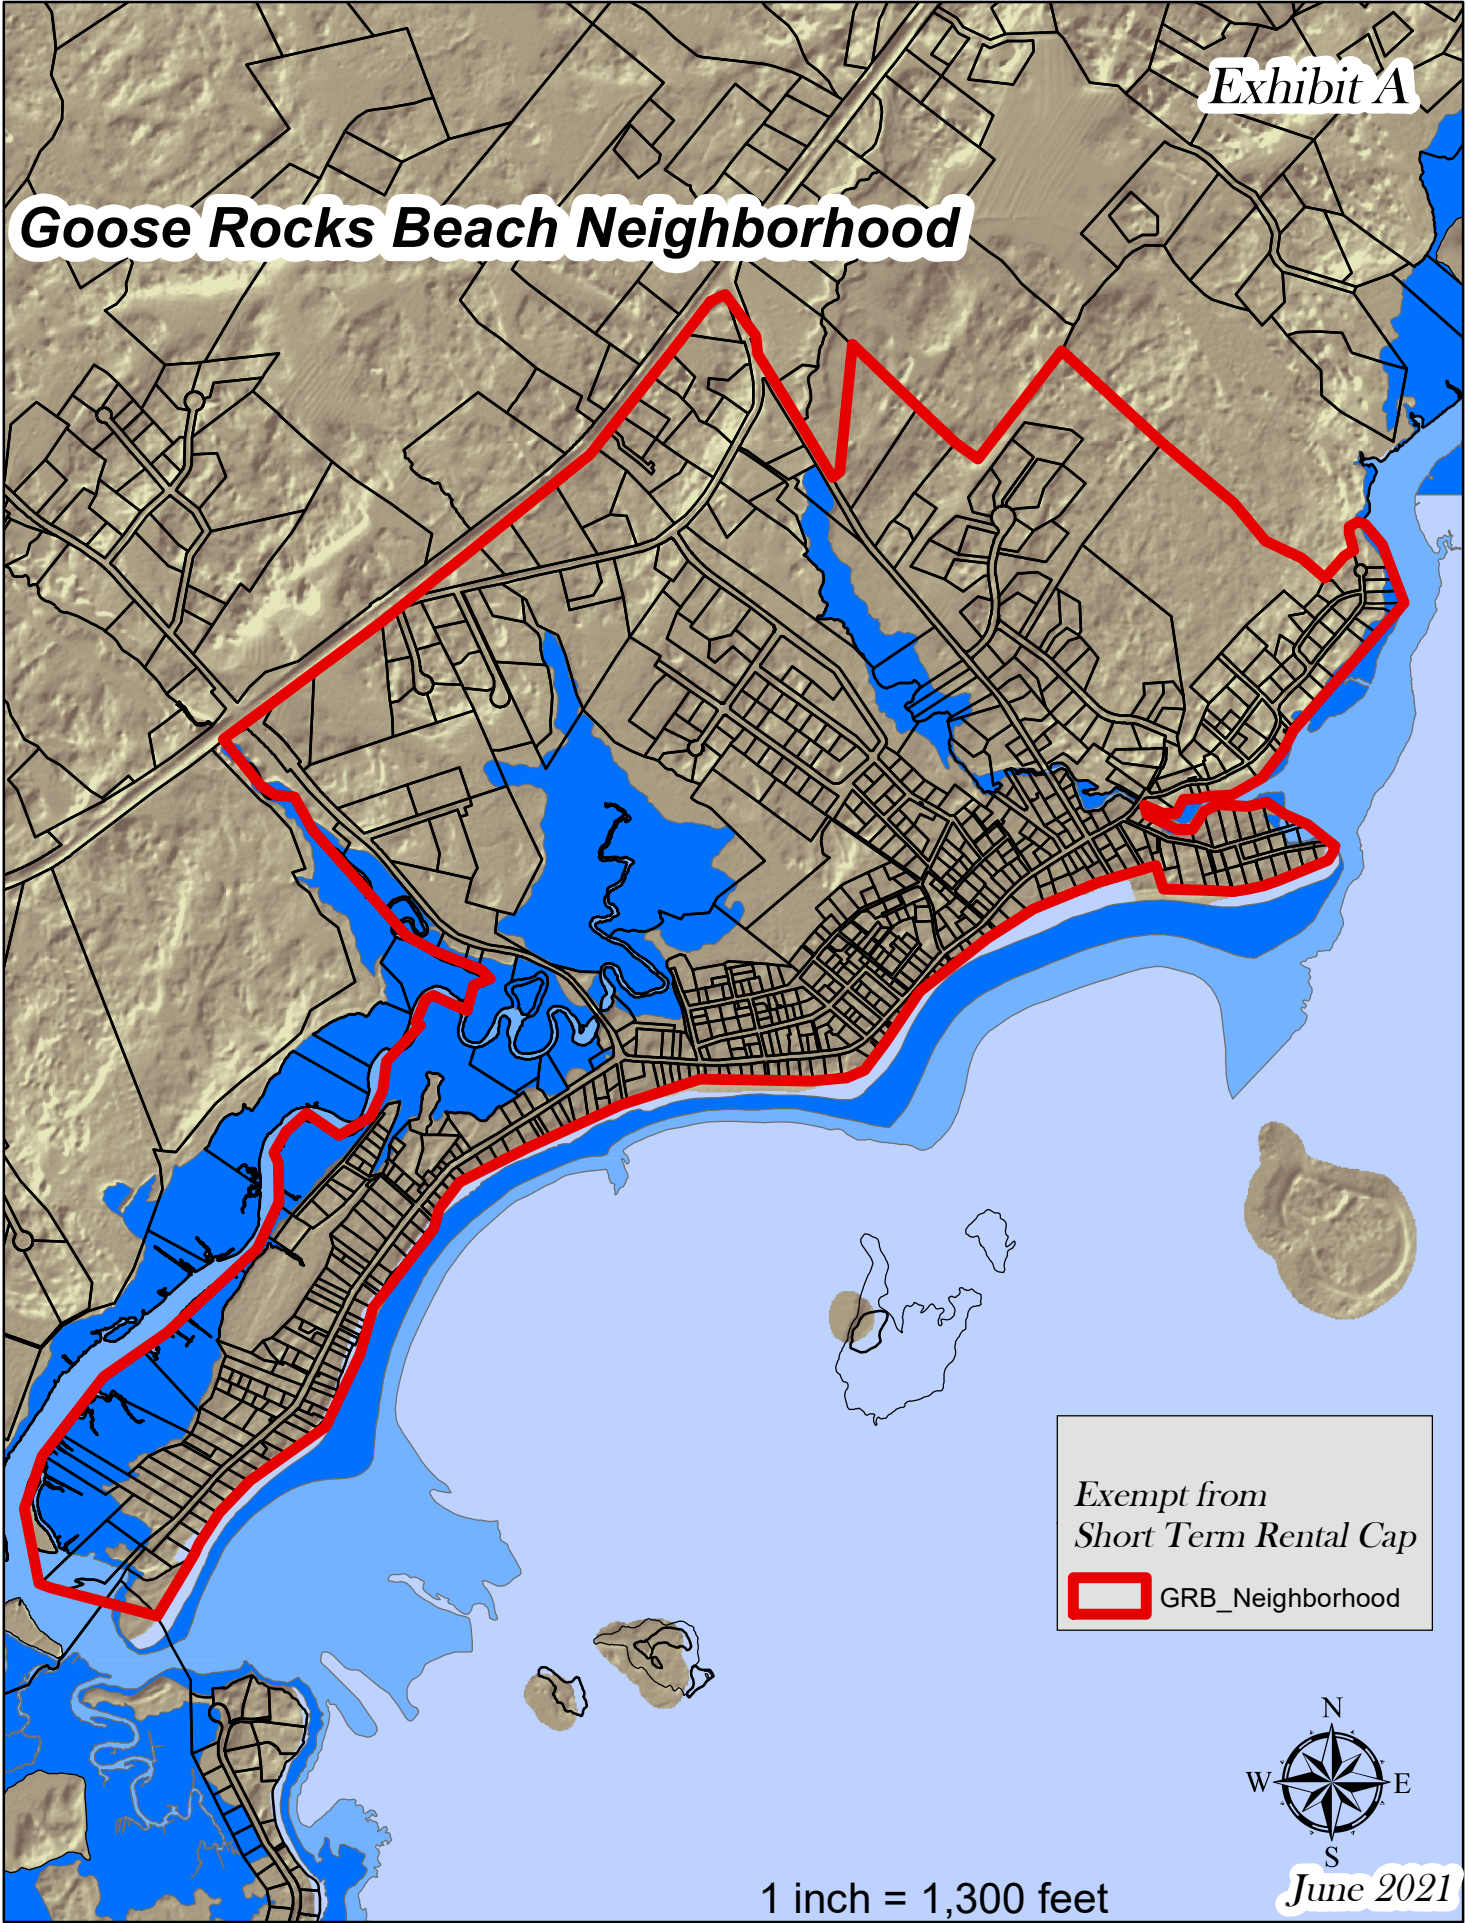 Exhibit A
Goose Rocks Beach Neighborhood
Exempt from
Short Term Rental Cap
GRB_Neighborhood
N
W E
S
1 inch = 1,300 feet
June 2021